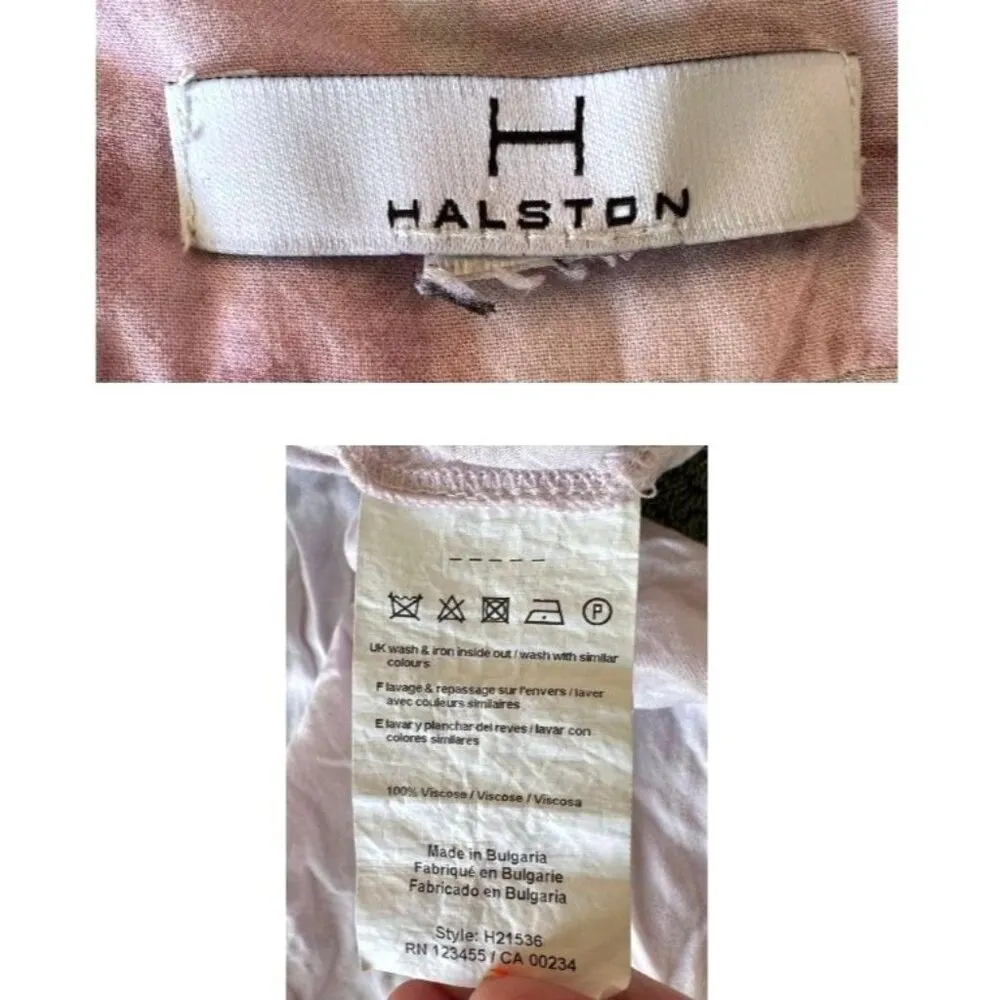 H
HALSTON
-----
P
UK wash & iron inside out / wash with similar
colours
F lavage & repassage sur l'envers / laver
avec couleurs similaires
E lavar y planchar del reves / lavar con
colores similares
100% Viscose / Viscose / Viscosa
Made in Bulgaria
Fabriqué en Bulgarie
Fabricado en Bulgaria
Style: H21536
RN 123455 / CA 00234